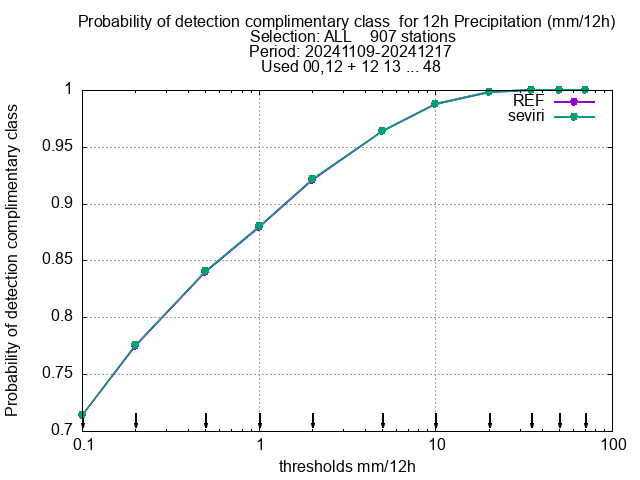 Probability of detection complimentary class  for 12h Precipitation (mm/12h)
Selection: ALL    907 stations
Period: 20241109-20241217
Used 00,12 + 12 13 ... 48
REF
seviri
Probability of detection complimentary class
1
0.95
0.9
0.85
0.8
0.75
0.7
0.1 1 10 100
thresholds mm/12h